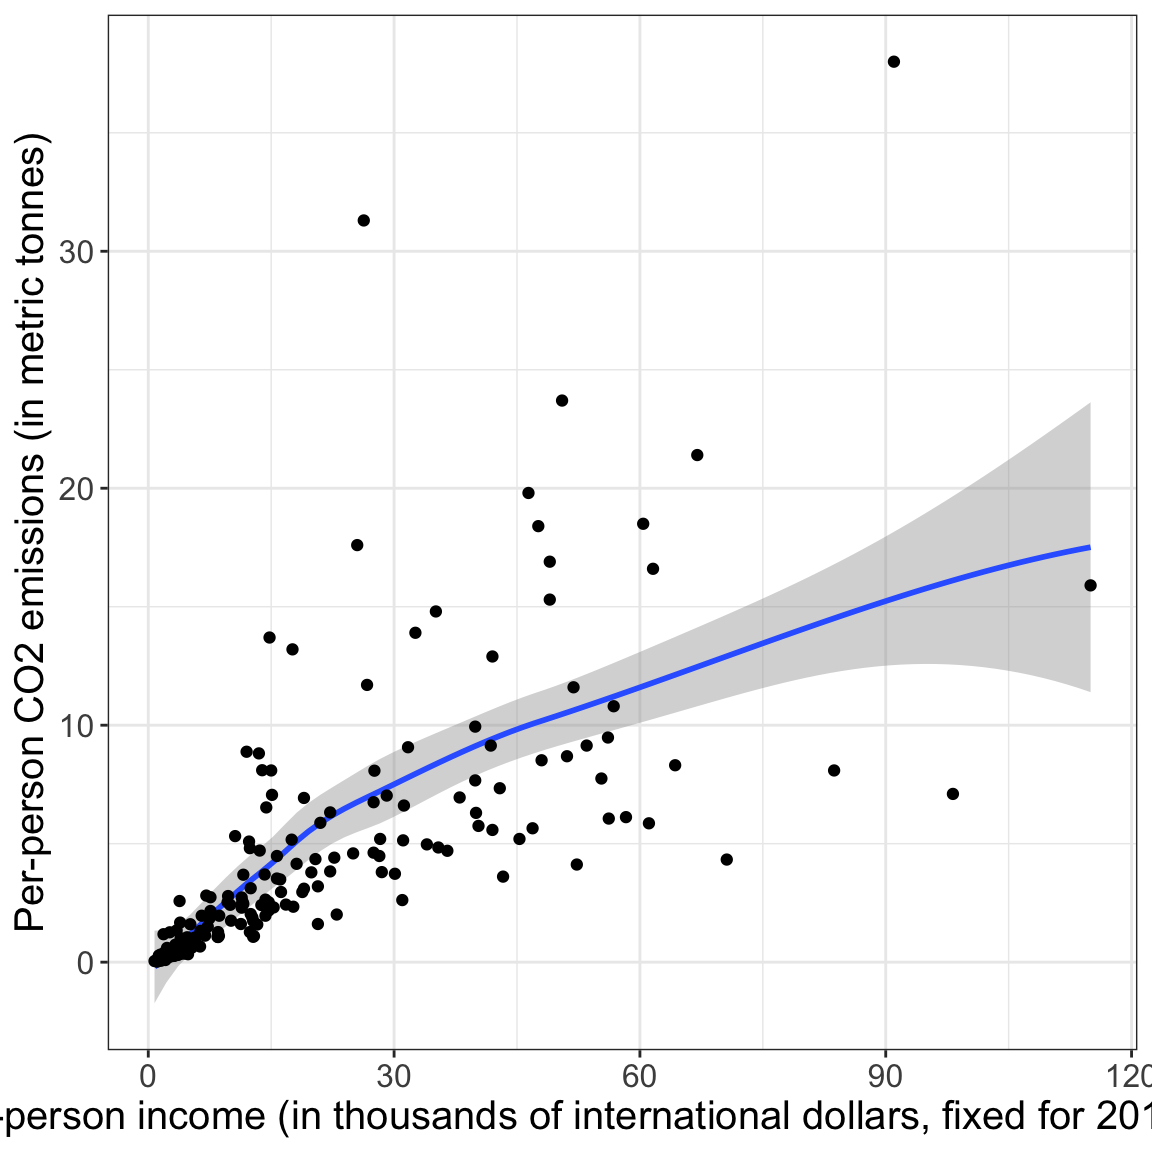 Per-person CO2 emissions (in metric tonnes)
30
20
10
0
0 30 60 90 120
-person income (in thousands of international dollars, fixed for 201